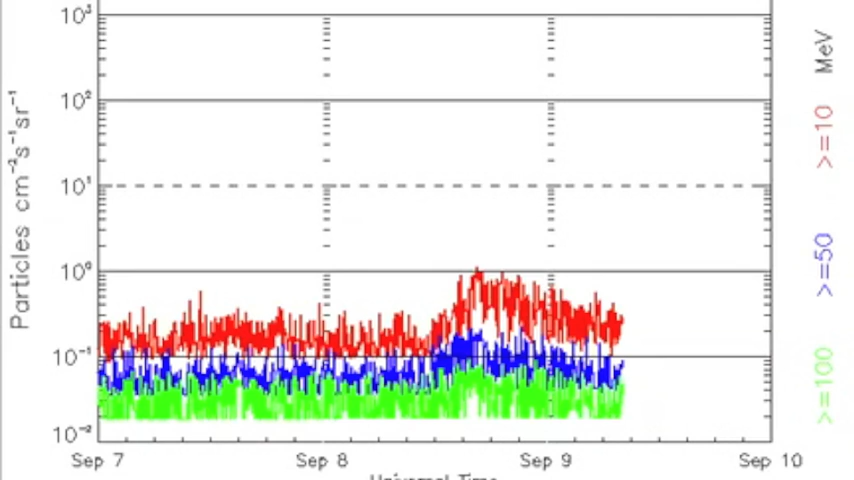 10³
10²
10¹
10⁰
10⁻¹
10⁻²
Particles cm⁻²s⁻¹sr⁻¹
Sep 7 Sep 8 Sep 9 Sep 10
Universal Time
>=10 MeV
>=50
>=100